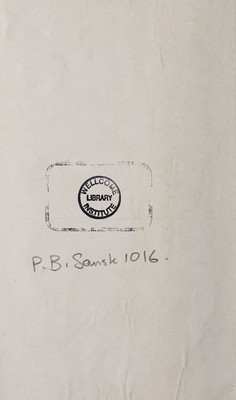 WELLCOME
LIBRARY
INSTITUTE
P.B. Sansk 1016.